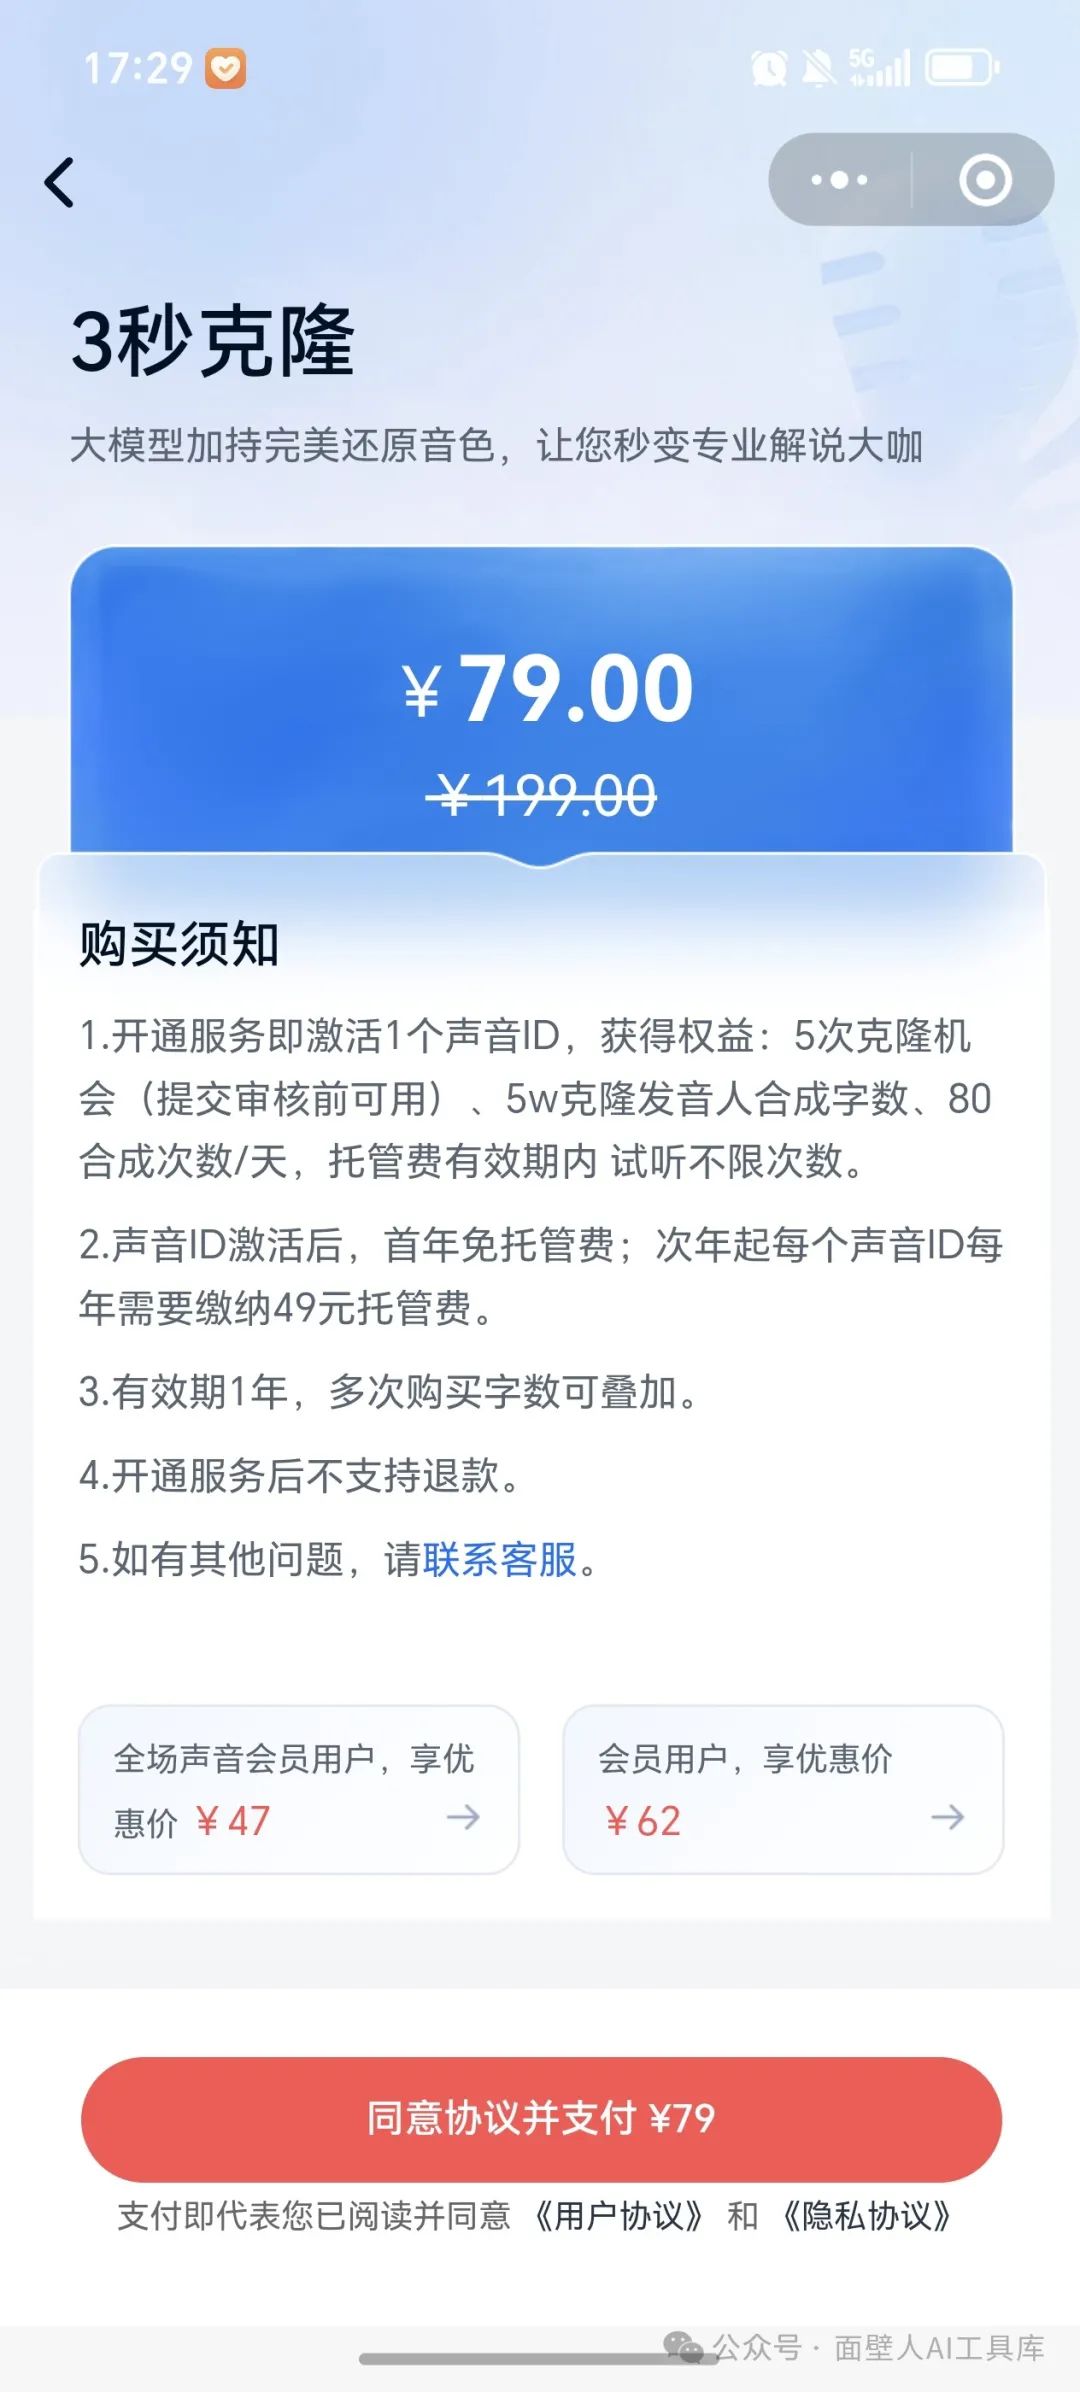 17:29
5G
3秒克隆
大模型加持完美还原音色，让您秒变专业解说大咖
¥79.00
¥199.00
购买须知
1.开通服务即激活1个声音ID，获得权益：5次克隆机
会（提交审核前可用）、5w克隆发音人合成字数、80
合成次数/天，托管费有效期内 试听不限次数。
2.声音ID激活后，首年免托管费；次年起每个声音ID每
年需要缴纳49元托管费。
3.有效期1年，多次购买字数可叠加。
4.开通服务后不支持退款。
5.如有其他问题，请联系客服。
全场声音会员用户，享优
惠价 ¥47
会员用户，享优惠价
¥62
同意协议并支付 ¥79
支付即代表您已阅读并同意《用户协议》和《隐私协议》
公众号 · 面壁人AI工具库